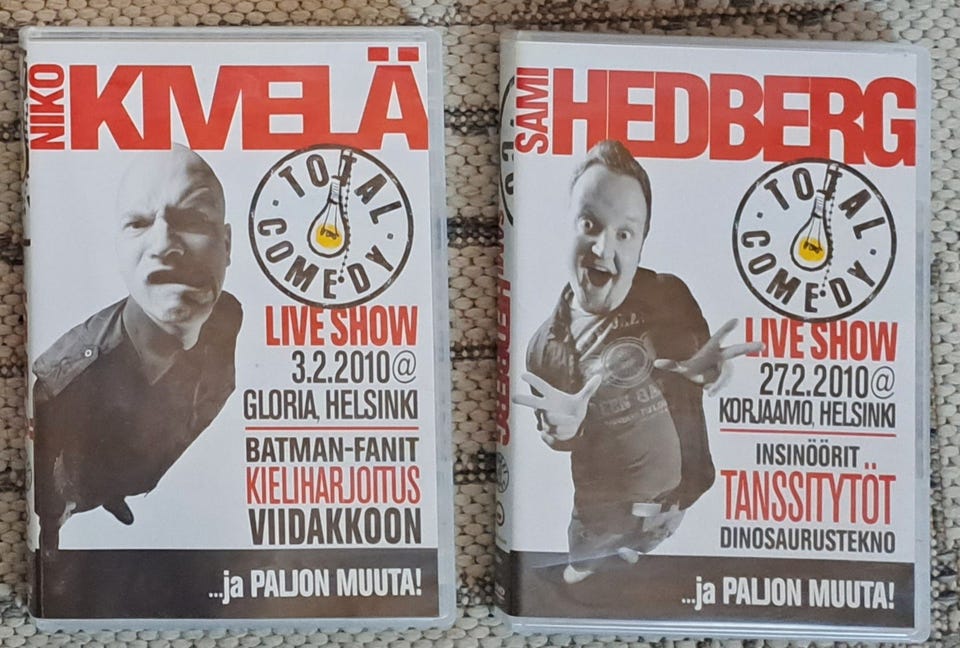 NIKO
KIVELÄ
TOTAL
COMEDY
LIVE SHOW
3.2.2010@
GLORIA, HELSINKI
BATMAN-FANIT
KIELIHARJOITUS
VIIDAKKOON
...ja PALJON MUUTA!
SAMI
HEDBERG
TOTAL
COMEDY
LIVE SHOW
27.2.2010@
KORJAAMO, HELSINKI
INSINÖÖRIT
TANSSITYTÖT
DINOSAURUSTEKNO
...ja PALJON MUUTA!